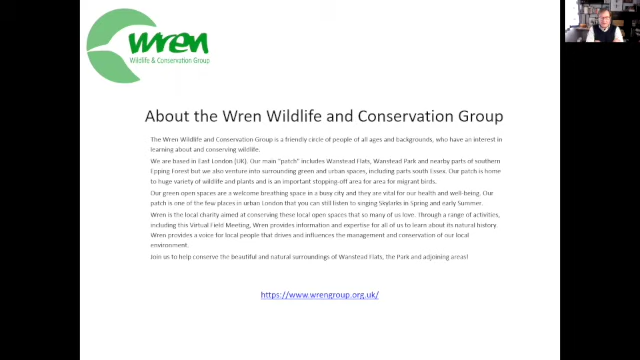 wren
Wildlife & Conservation Group
About the Wren Wildlife and Conservation Group
The Wren Wildlife and Conservation Group is a friendly circle of people of all ages and backgrounds, who have an interest in
learning about and conserving wildlife.
We are based in East London (UK). Our main "patch" includes Wanstead Flats, Wanstead Park and nearby parts of southern
Epping Forest but we also venture into surrounding green and urban spaces, including parts south Essex. Our patch is home
to huge variety of wildlife and plants and is an important stopping-off area for area for migrant birds.
Our green open spaces are a welcome breathing space in a busy city and they are vital for our health and well-being. Our
patch is one of the few places in urban London that you can still listen to singing Skylarks in Spring and early Summer.
Wren is the local charity aimed at conserving these local open spaces that so many of us love. Through a range of activities,
including this Virtual Field Meeting, Wren provides information and expertise for all of us to learn about its natural history.
Wren provides a voice for local people that drives and influences the management and conservation of our local
environment.
Join us to help conserve the beautiful and natural surroundings of Wanstead Flats, the Park and adjoining areas!
https://www.wrengroup.org.uk/